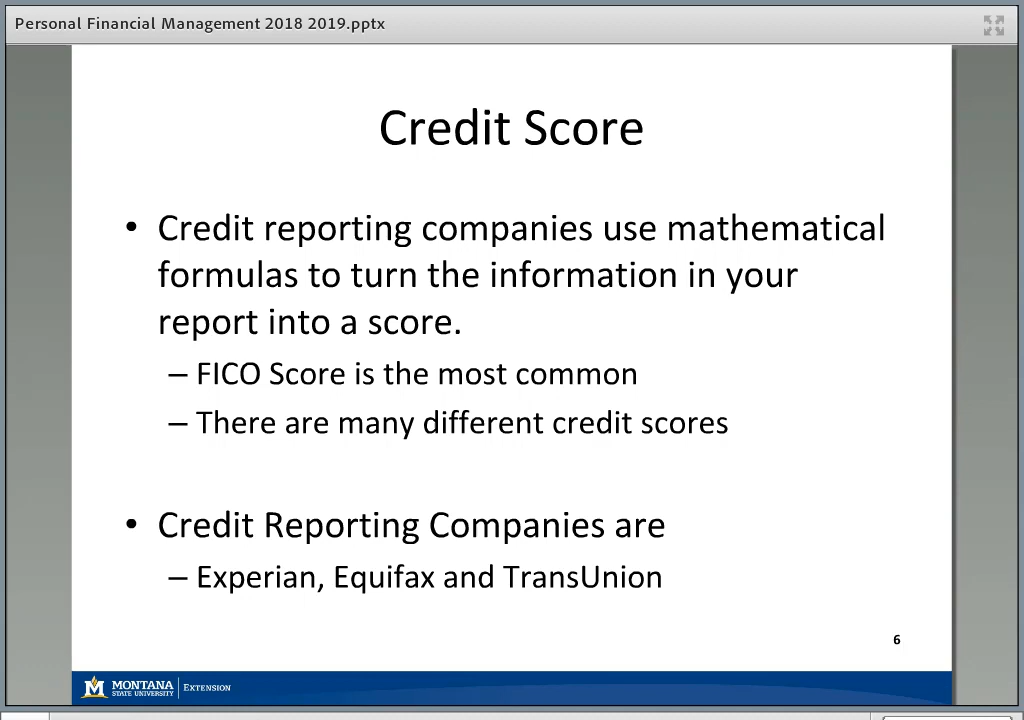 Personal Financial Management 2018 2019.pptx
Credit Score
• Credit reporting companies use mathematical
formulas to turn the information in your
report into a score.
– FICO Score is the most common
– There are many different credit scores
• Credit Reporting Companies are
– Experian, Equifax and TransUnion
6
MONTANA
STATE UNIVERSITY
EXTENSION